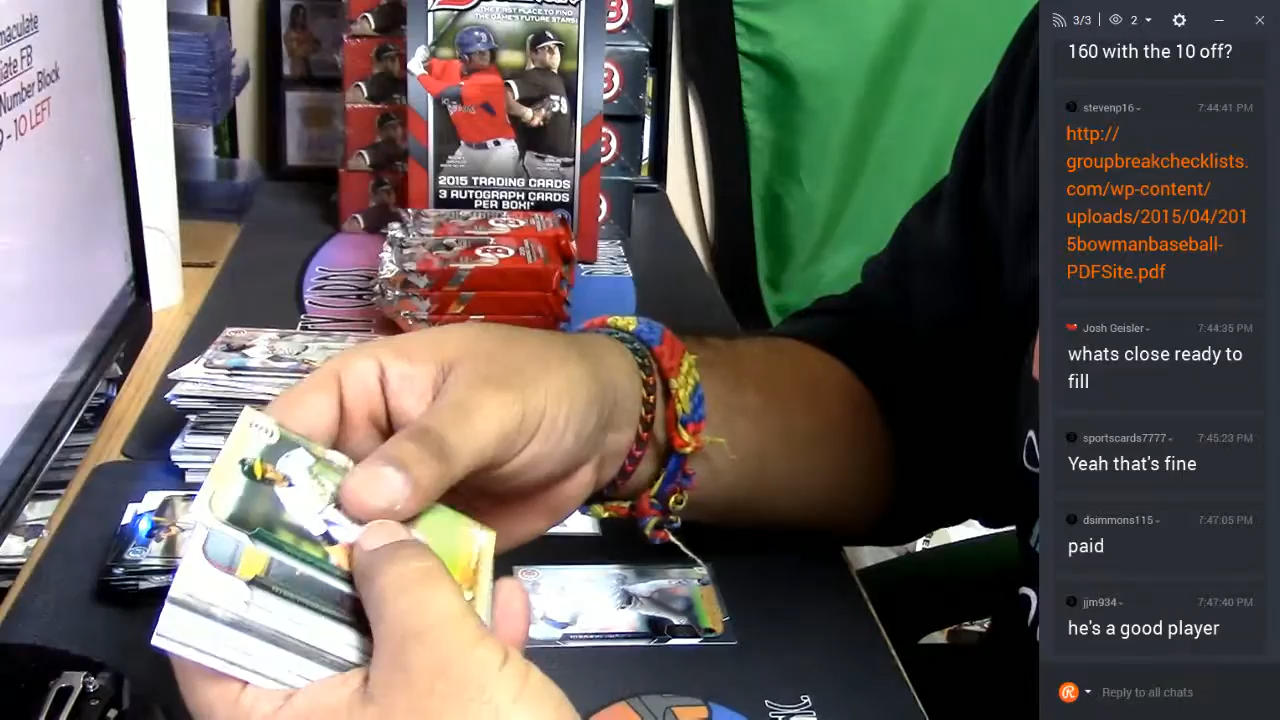 maculate
iate FB
Number Block
- 10 LEFT
THE FIRST PLACE TO FIND
THE GAME'S FUTURE STARS!
2015 TRADING CARDS
3 AUTOGRAPH CARDS
PER BOX!*
3/3
2
160 with the 10 off?
stevenp16
7:44:41 PM
http://
groupbreakchecklists.
com/wp-content/
uploads/2015/04/201
5bowmanbaseball-
PDFSite.pdf
Josh Geisler
7:44:35 PM
whats close ready to
fill
sportscards7777
7:45:23 PM
Yeah that's fine
dsimmons115
7:47:05 PM
paid
jjm934
7:47:40 PM
he's a good player
Reply to all chats